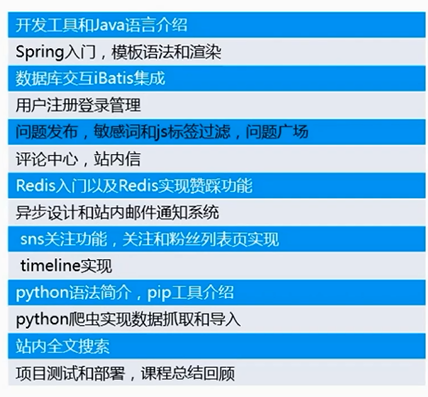 开发工具和Java语言介绍
Spring入门，模板语法和渲染
数据库交互iBatis集成
用户注册登录管理
问题发布，敏感词和js标签过滤，问题广场
评论中心，站内信
Redis入门以及Redis实现赞踩功能
异步设计和站内邮件通知系统
sns关注功能，关注和粉丝列表页实现
timeline实现
python语法简介，pip工具介绍
python爬虫实现数据抓取和导入
站内全文搜索
项目测试和部署，课程总结回顾